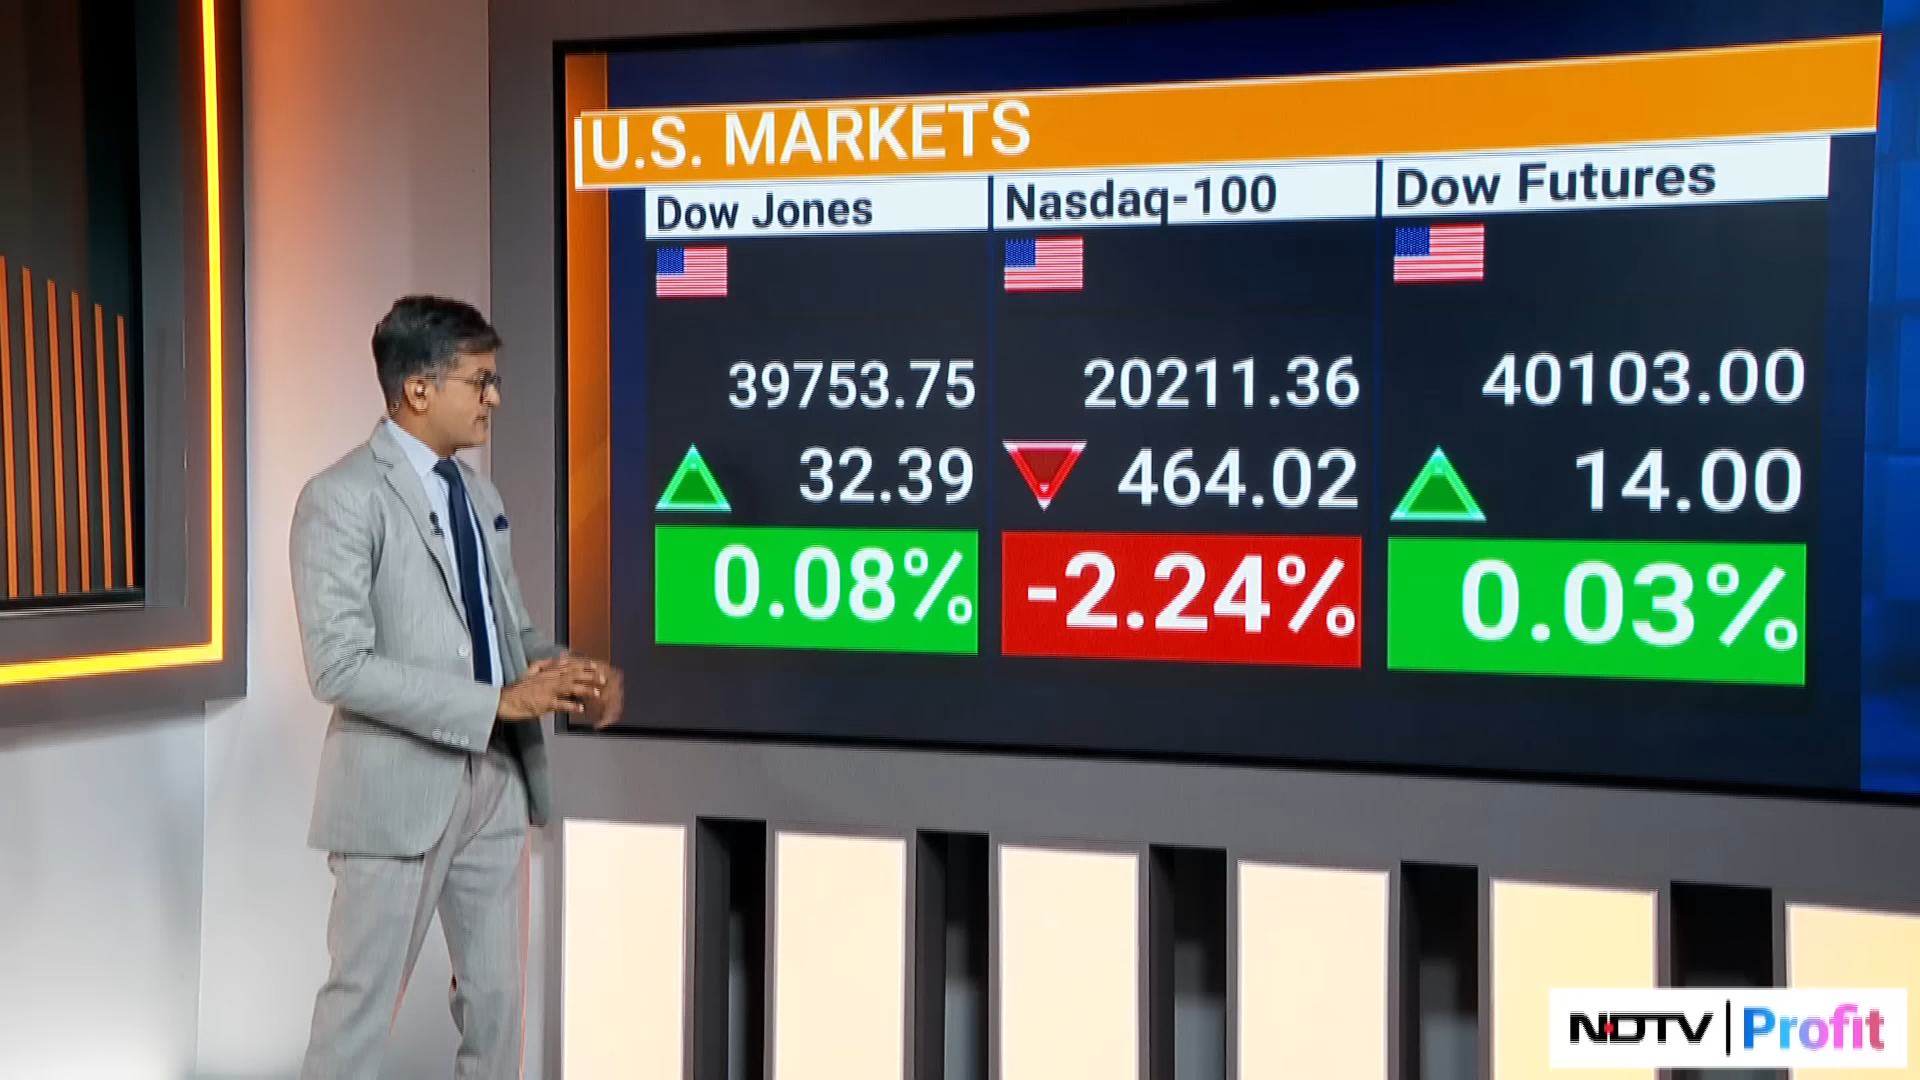 U.S. MARKETS
Dow Jones
Nasdaq-100
Dow Futures
39753.75
20211.36
40103.00
32.39
464.02
14.00
0.08%
-2.24%
0.03%
NDTV Profit